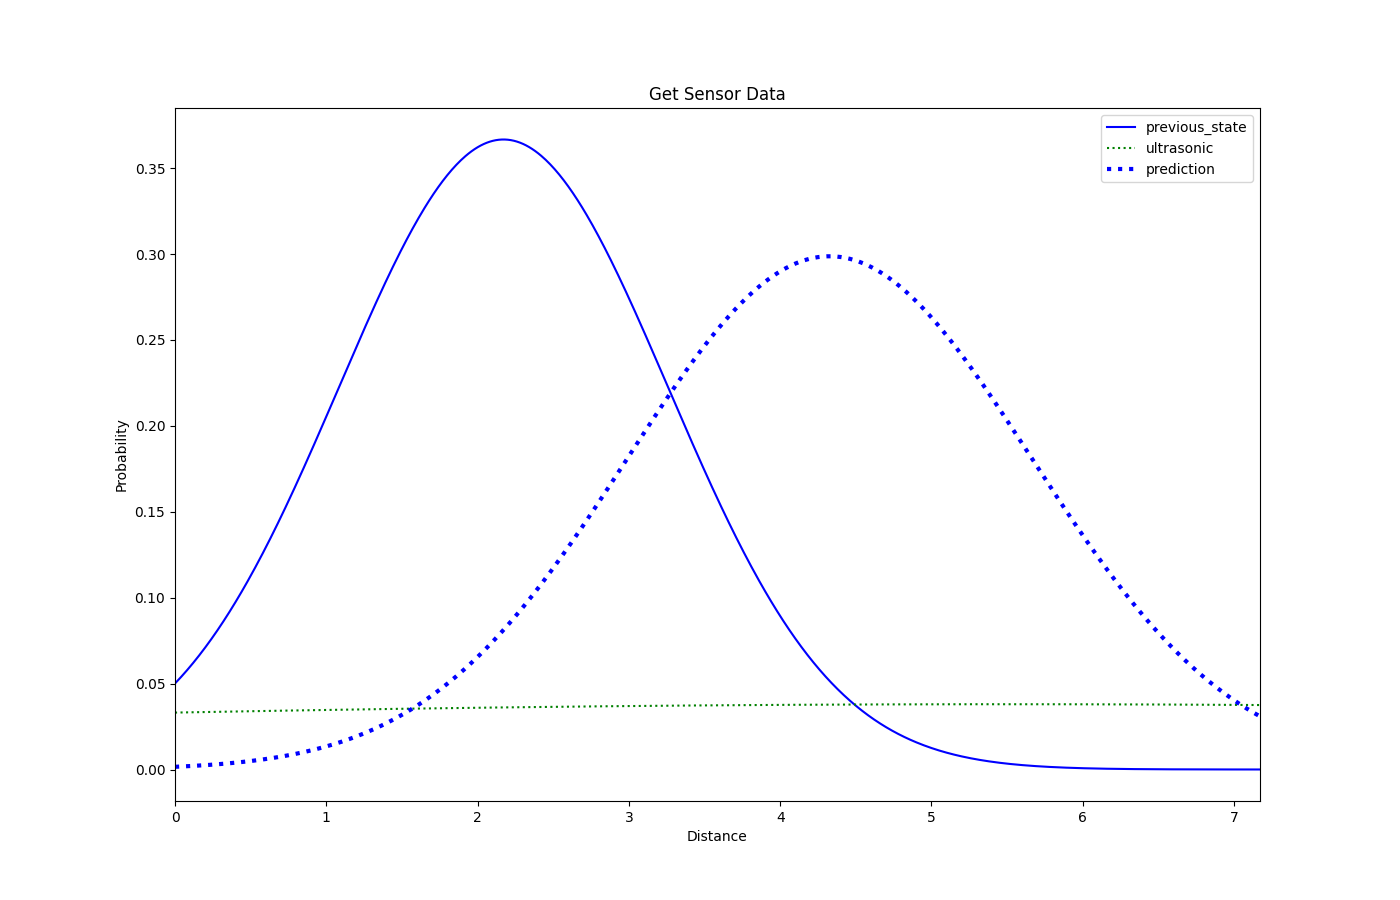 Get Sensor Data
previous_state
ultrasonic
prediction
0.35
0.30
0.25
0.20
0.15
0.10
0.05
0.00
Probability
0 1 2 3 4 5 6 7
Distance